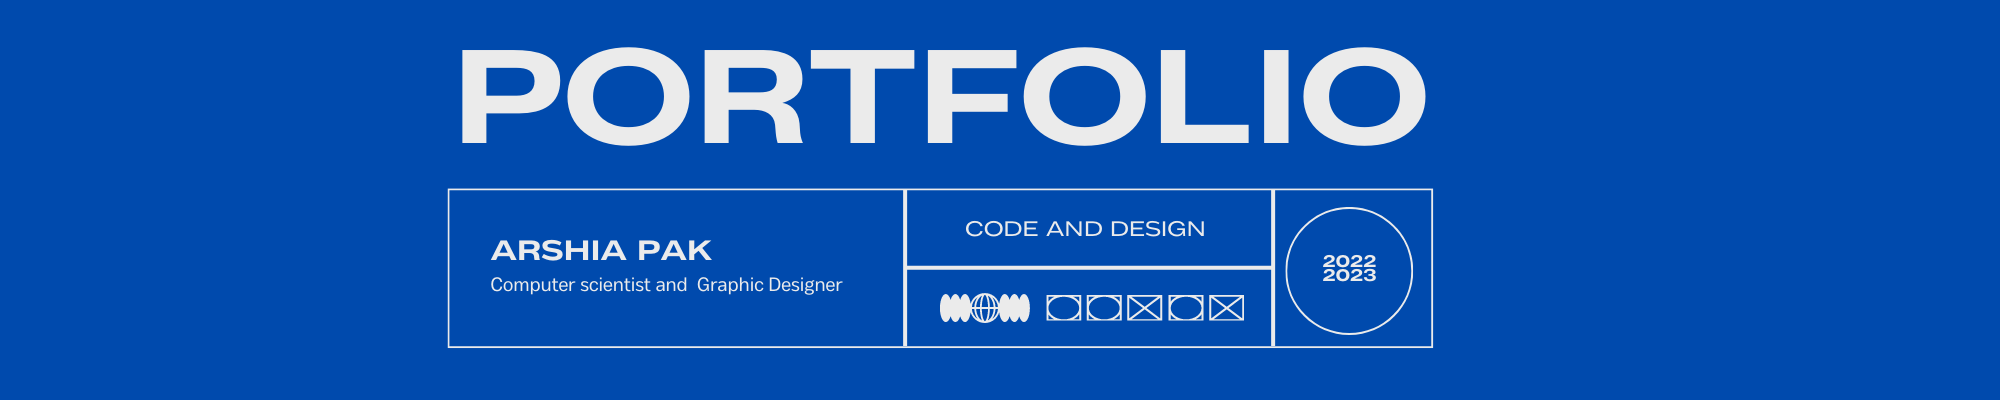 PORTFOLIO
ARSHIA PAK
Computer scientist and  Graphic Designer
CODE AND DESIGN
2022
2023